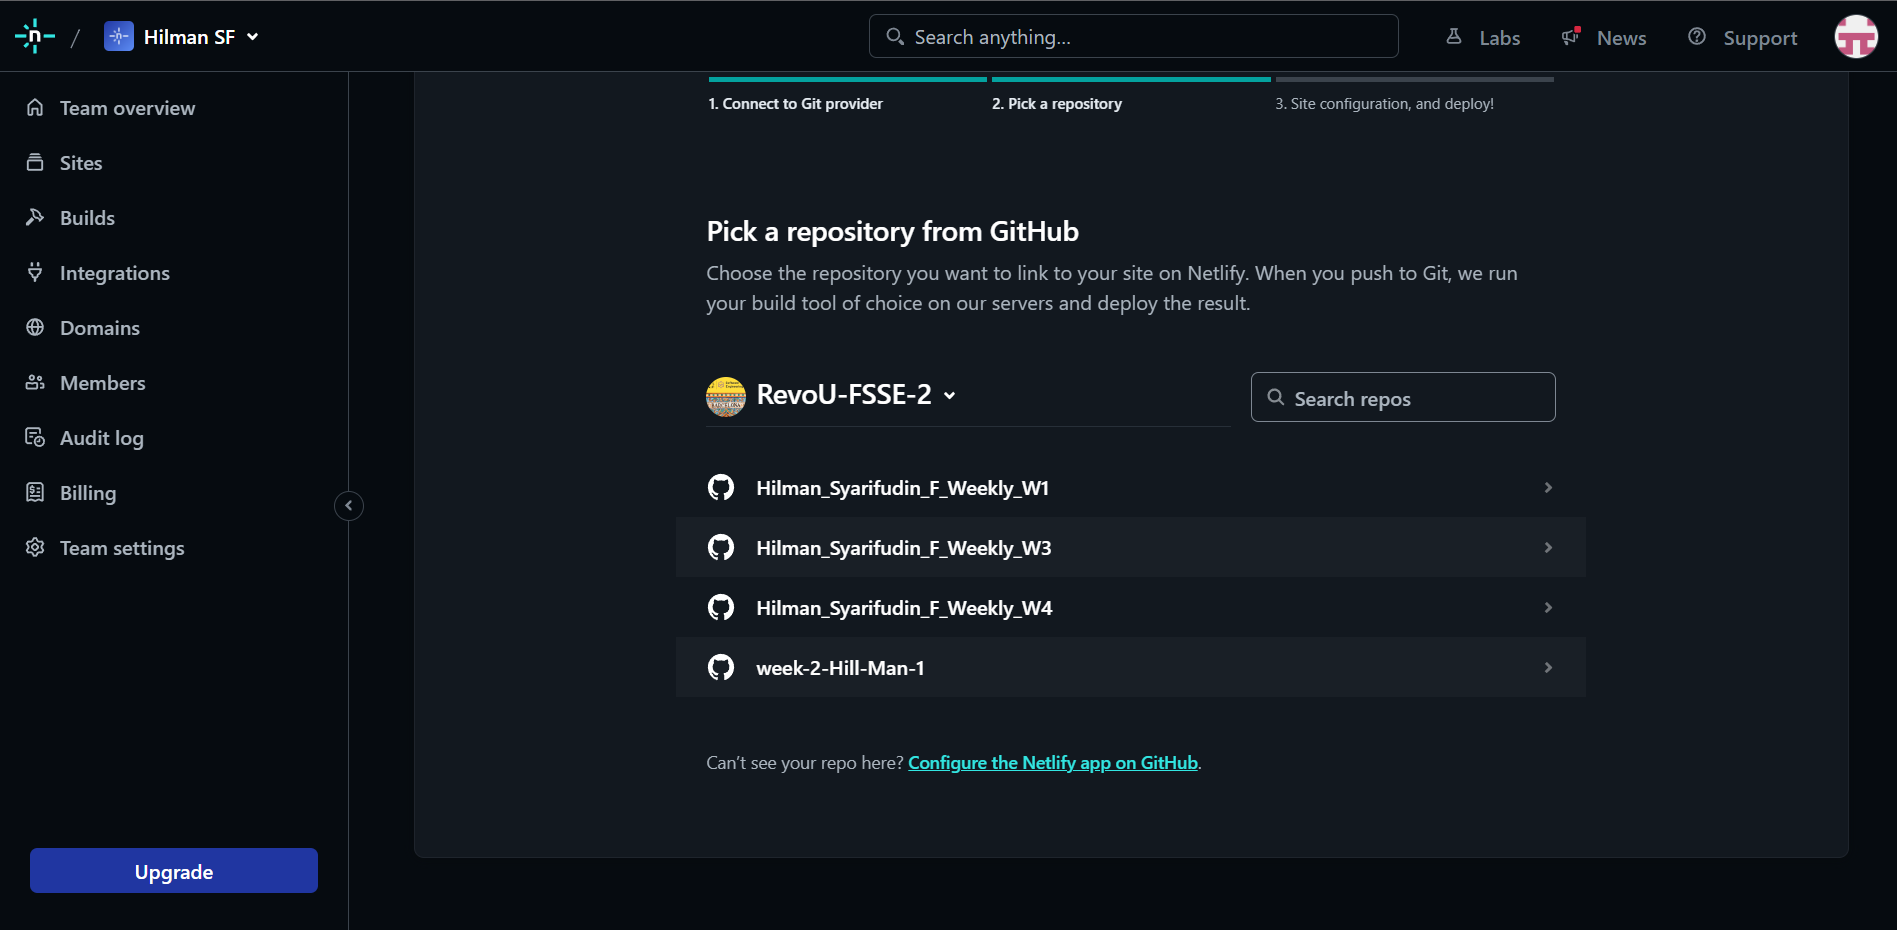 n / Hilman SF
Search anything...
Labs
News
Support
Team overview
Sites
Builds
Integrations
Domains
Members
Audit log
Billing
Team settings
Upgrade
1. Connect to Git provider
2. Pick a repository
3. Site configuration, and deploy!
Pick a repository from GitHub
Choose the repository you want to link to your site on Netlify. When you push to Git, we run
your build tool of choice on our servers and deploy the result.
RevoU-FSSE-2
Search repos
Hilman_Syarifudin_F_Weekly_W1
Hilman_Syarifudin_F_Weekly_W3
Hilman_Syarifudin_F_Weekly_W4
week-2-Hill-Man-1
Can't see your repo here? Configure the Netlify app on GitHub.